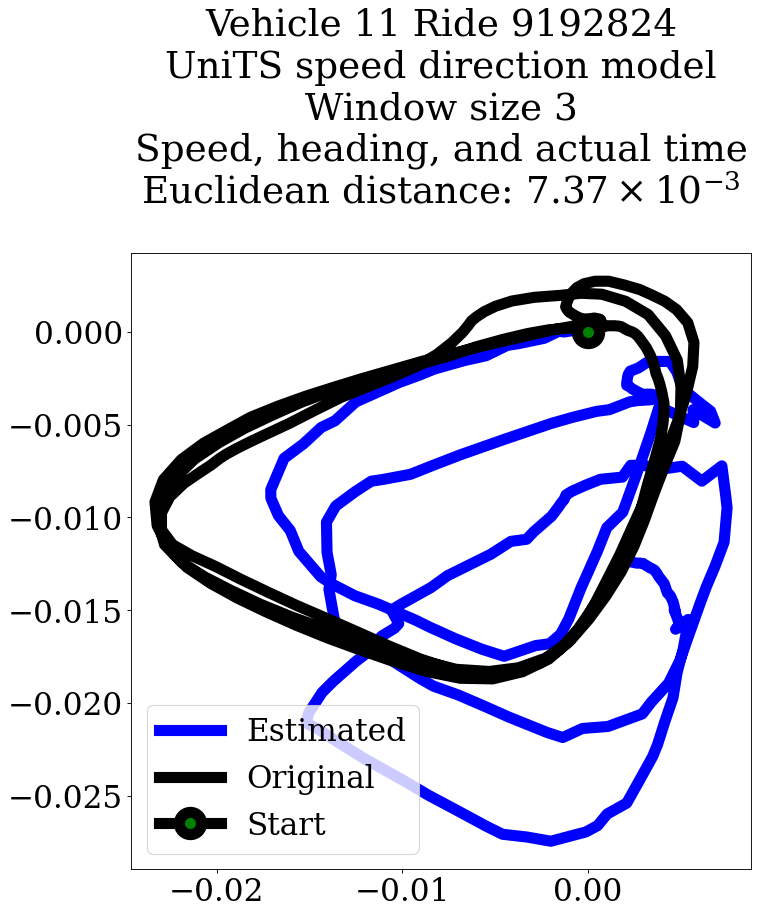 Vehicle 11 Ride 9192824
UniTS speed direction model
Window size 3
Speed, heading, and actual time
Euclidean distance: 7.37 × 10⁻³
0.000
−0.005
−0.010
−0.015
−0.020
−0.025
Estimated
Original
Start
−0.02
−0.01
0.00